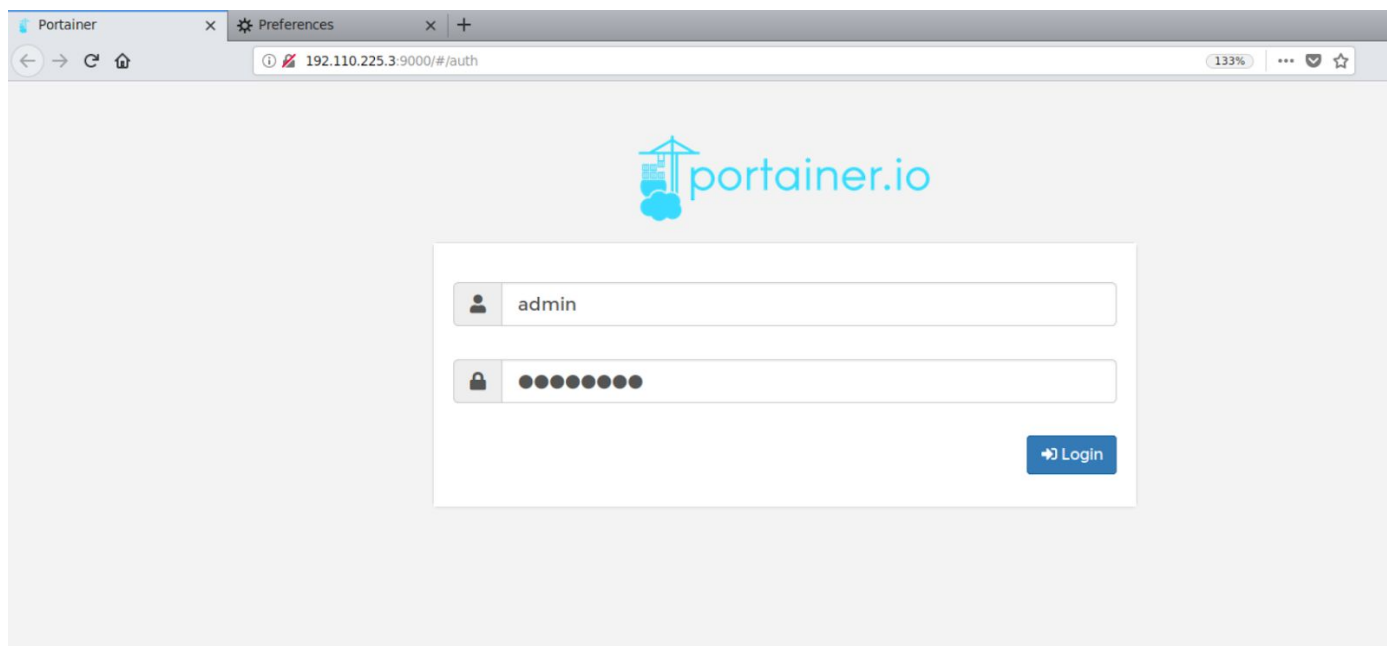 Portainer
Preferences
192.110.225.3:9000/#/auth
133%
portainer.io
admin
Login